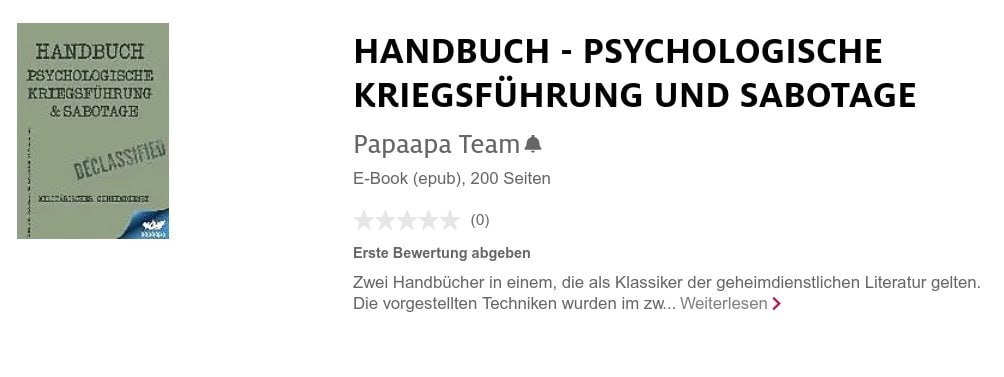 HANDBUCH
PSYCHOLOGISCHE
KRIEGSFÜHRUNG
& SABOTAGE
DECLASSIFIED
MILITÄRISCHER GEHEIMDIENST
HANDBUCH - PSYCHOLOGISCHE
KRIEGSFÜHRUNG UND SABOTAGE
Papaapa Team
E-Book (epub), 200 Seiten
(0)
Erste Bewertung abgeben
Zwei Handbücher in einem, die als Klassiker der geheimdienstlichen Literatur gelten.
Die vorgestellten Techniken wurden im zw... Weiterlesen